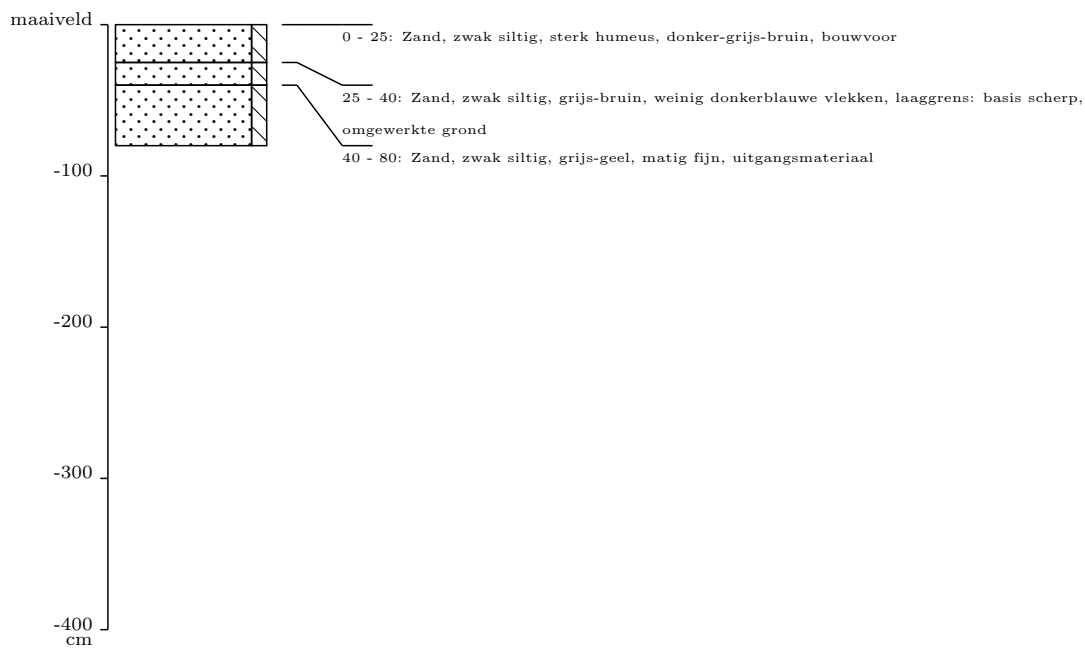 maaiveld
0 - 25: Zand, zwak siltig, sterk humeus, donker-grijs-bruin, bouwvoor
25 - 40: Zand, zwak siltig, grijs-bruin, weinig donkerblauwe vlekken, laaggrens: basis scherp,
omgewerkte grond
40 - 80: Zand, zwak siltig, grijs-geel, matig fijn, uitgangsmateriaal
-100
-200
-300
-400
cm